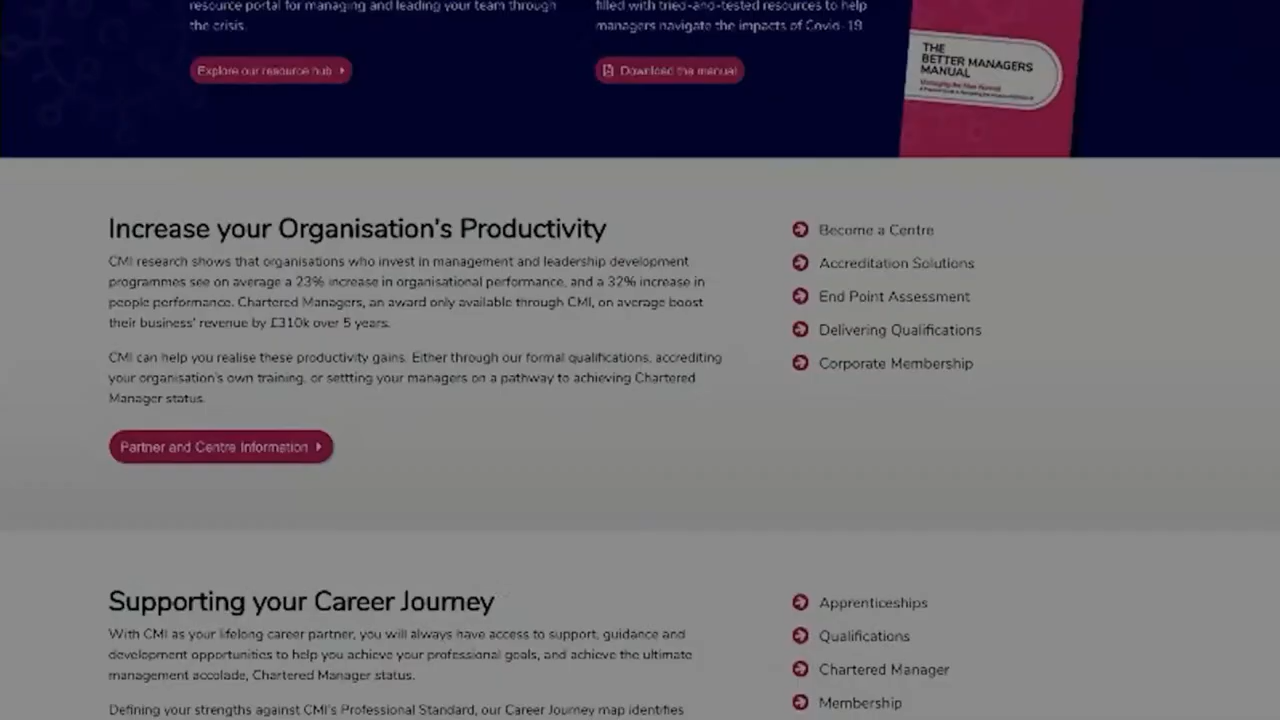 resource portal for managing and leading your team through
the crisis.
Explore our resource hub
filled with tried-and-tested resources to help
managers navigate the impacts of Covid-19.
Download the manual
THE
BETTER MANAGERS
MANUAL
Managing the New Normal
Increase your Organisation's Productivity
CMI research shows that organisations who invest in management and leadership development
programmes see on average a 23% increase in organisational performance, and a 32% increase in
people performance. Chartered Managers, an award only available through CMI, on average boost
their business' revenue by £310k over 5 years.
CMI can help you realise these productivity gains. Either through our formal qualifications, accrediting
your organisation's own training, or settting your managers on a pathway to achieving Chartered
Manager status.
Partner and Centre Information
Become a Centre
Accreditation Solutions
End Point Assessment
Delivering Qualifications
Corporate Membership
Supporting your Career Journey
With CMI as your lifelong career partner, you will always have access to support, guidance and
development opportunities to help you achieve your professional goals, and achieve the ultimate
management accolade, Chartered Manager status.
Defining your strengths against CMI's Professional Standard, our Career Journey map identifies
Apprenticeships
Qualifications
Chartered Manager
Membership